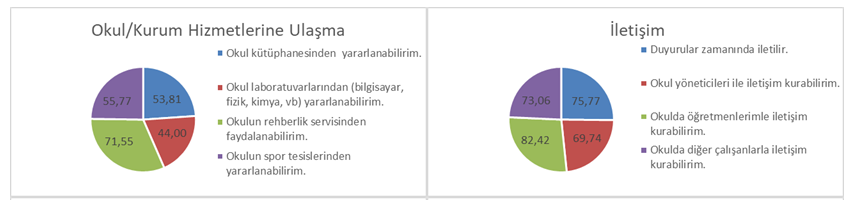 Okul/Kurum Hizmetlerine Ulaşma
53,81
44,00
71,55
55,77
Okul kütüphanesinden yararlanabilirim.
Okul laboratuvarlarından (bilgisayar,
fizik, kimya, vb) yararlanabilirim.
Okulun rehberlik servisinden
faydalanabilirim.
Okulun spor tesislerinden
yararlanabilirim.
İletişim
75,77
69,74
82,42
73,06
Duyurular zamanında iletilir.
Okul yöneticileri ile iletişim kurabilirim.
Okulda öğretmenlerimle iletişim
kurabilirim.
Okulda diğer çalışanlarla iletişim
kurabilirim.